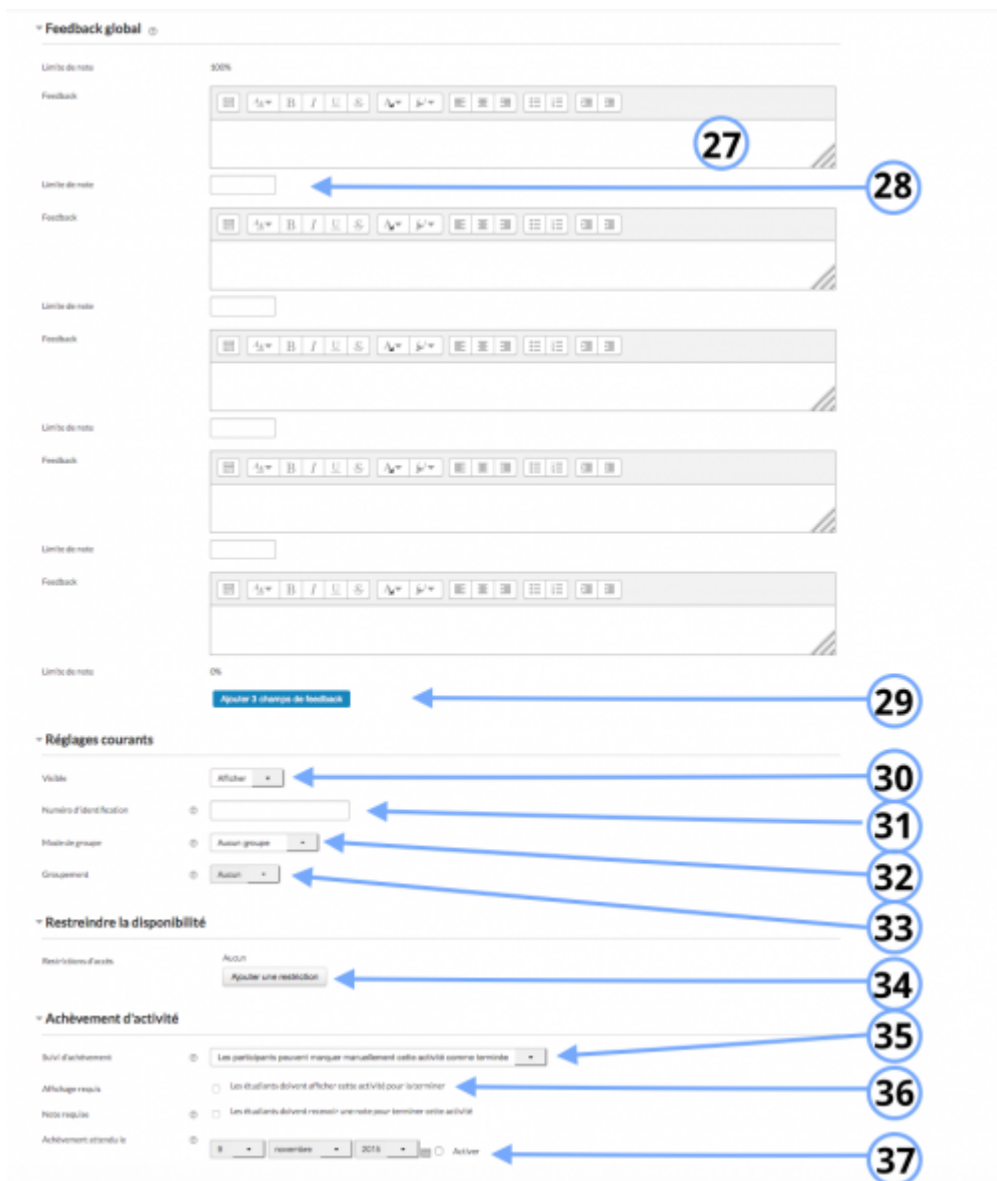 Feedback global
Limite de note 100%
Feedback
27
Limite de note
28
Feedback
Limite de note
Feedback
Limite de note
Feedback
Limite de note
Feedback
Limite de note 0%
Ajouter 3 champs de feedback
29
Réglages courants
Visible Afficher
30
Numéro d'identification
31
Mode de groupe Aucun groupe
32
Groupement Aucun
33
Restreindre la disponibilité
Restrictions d'accès Aucun
Ajouter une restriction
34
Achèvement d'activité
35
Suivi d'achèvement Les participants peuvent marquer manuellement cette activité comme terminée
Affichage requis Les étudiants doivent afficher cette activité pour la terminer
36
Note requise Les étudiants doivent recevoir une note pour terminer cette activité
Achèvement attendu le novembre Activer
37